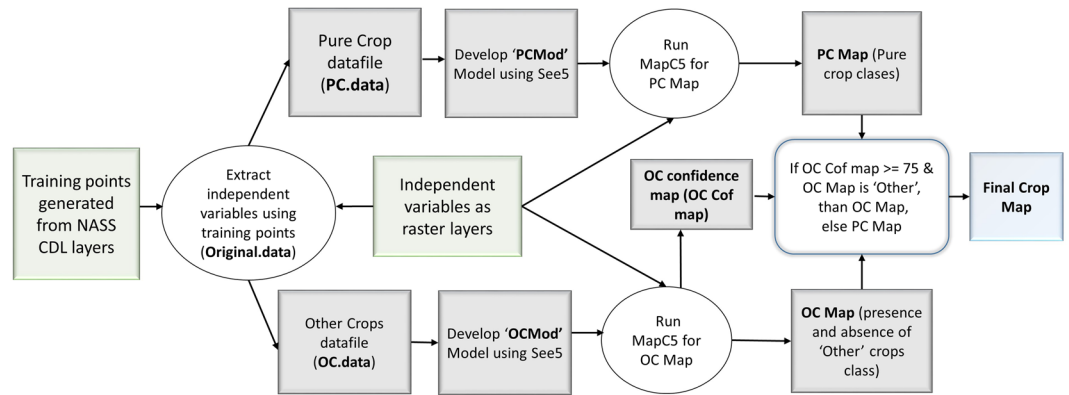 Training points
generated
from NASS
CDL layers
Extract
independent
variables using
training points
(Original.data)
Pure Crop
datafile
(PC.data)
Develop ‘PCMod’
Model using See5
Run
MapC5 for
PC Map
PC Map (Pure
crop clases)
Independent
variables as
raster layers
OC confidence
map (OC Cof
map)
If OC Cof map >= 75 &
OC Map is ‘Other’,
than OC Map,
else PC Map
Final Crop
Map
Other Crops
datafile
(OC.data)
Develop ‘OCMod’
Model using See5
Run
MapC5 for
OC Map
OC Map (presence
and absence of
‘Other’ crops
class)